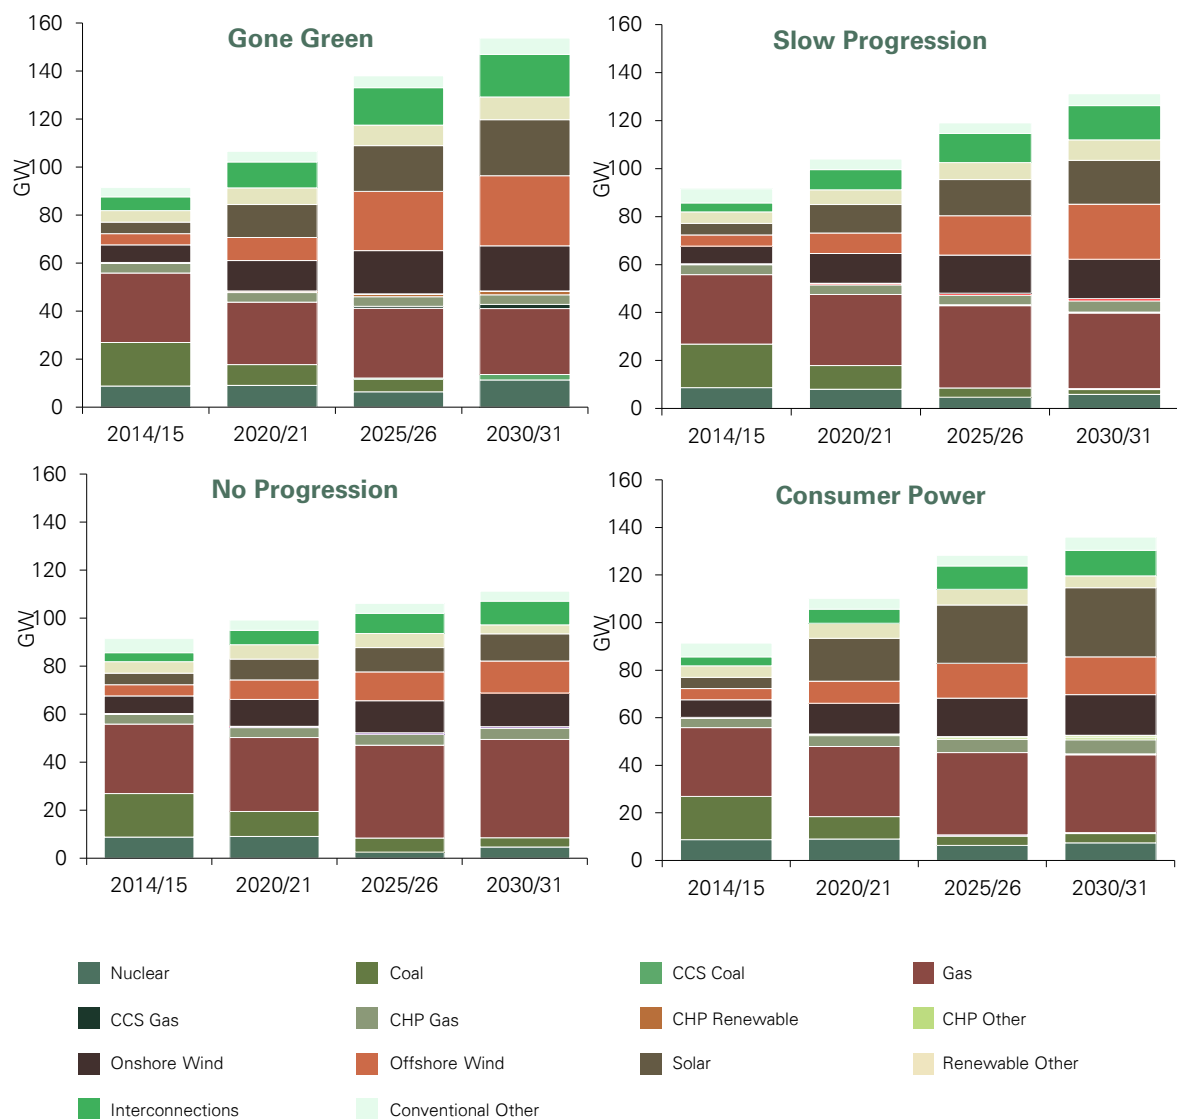 Gone Green
GW
160
140
120
100
80
60
40
20
0
2014/15 2020/21 2025/26 2030/31
Slow Progression
GW
160
140
120
100
80
60
40
20
0
2014/15 2020/21 2025/26 2030/31
No Progression
GW
160
140
120
100
80
60
40
20
0
2014/15 2020/21 2025/26 2030/31
Consumer Power
GW
160
140
120
100
80
60
40
20
0
2014/15 2020/21 2025/26 2030/31
Nuclear Coal CCS Coal Gas
CCS Gas CHP Gas CHP Renewable CHP Other
Onshore Wind Offshore Wind Solar Renewable Other
Interconnections Conventional Other